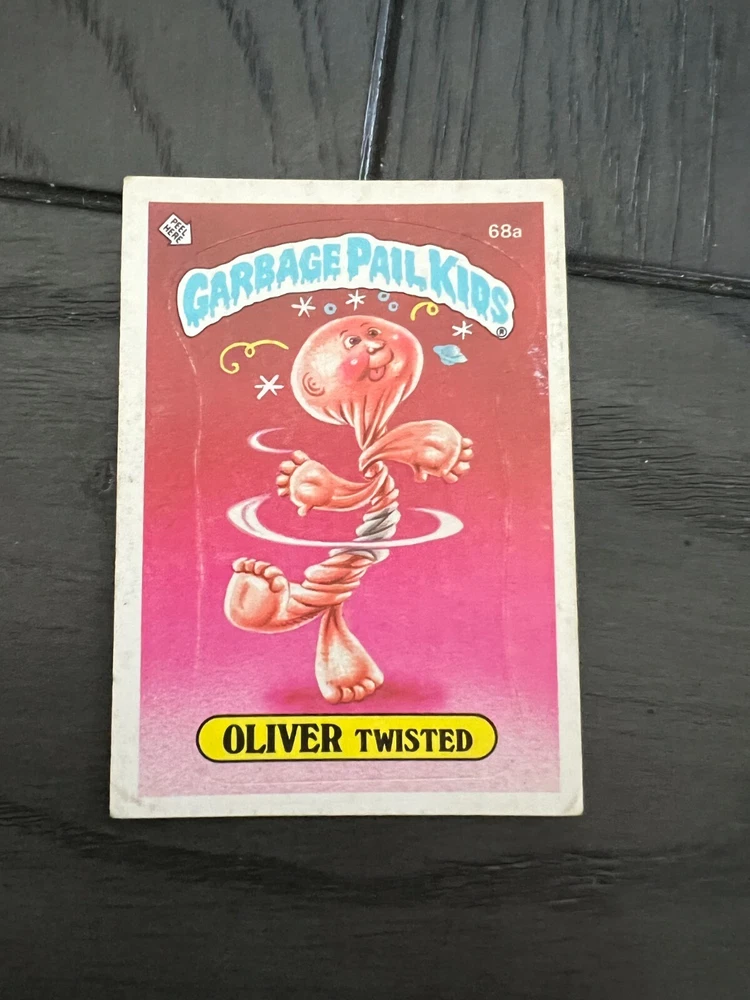 PEEL
HERE
68a
GARBAGE PAIL KIDS
®
OLIVER TWISTED